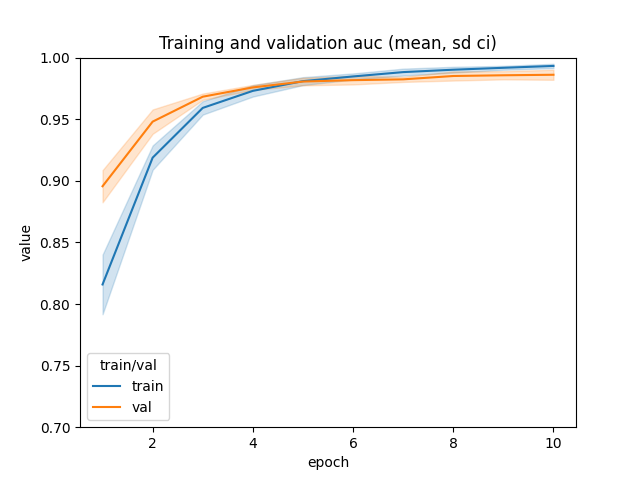 Training and validation auc (mean, sd ci)
1.00
0.95
0.90
0.85
0.80
0.75
0.70
value
train/val
train
val
2
4
6
8
10
epoch